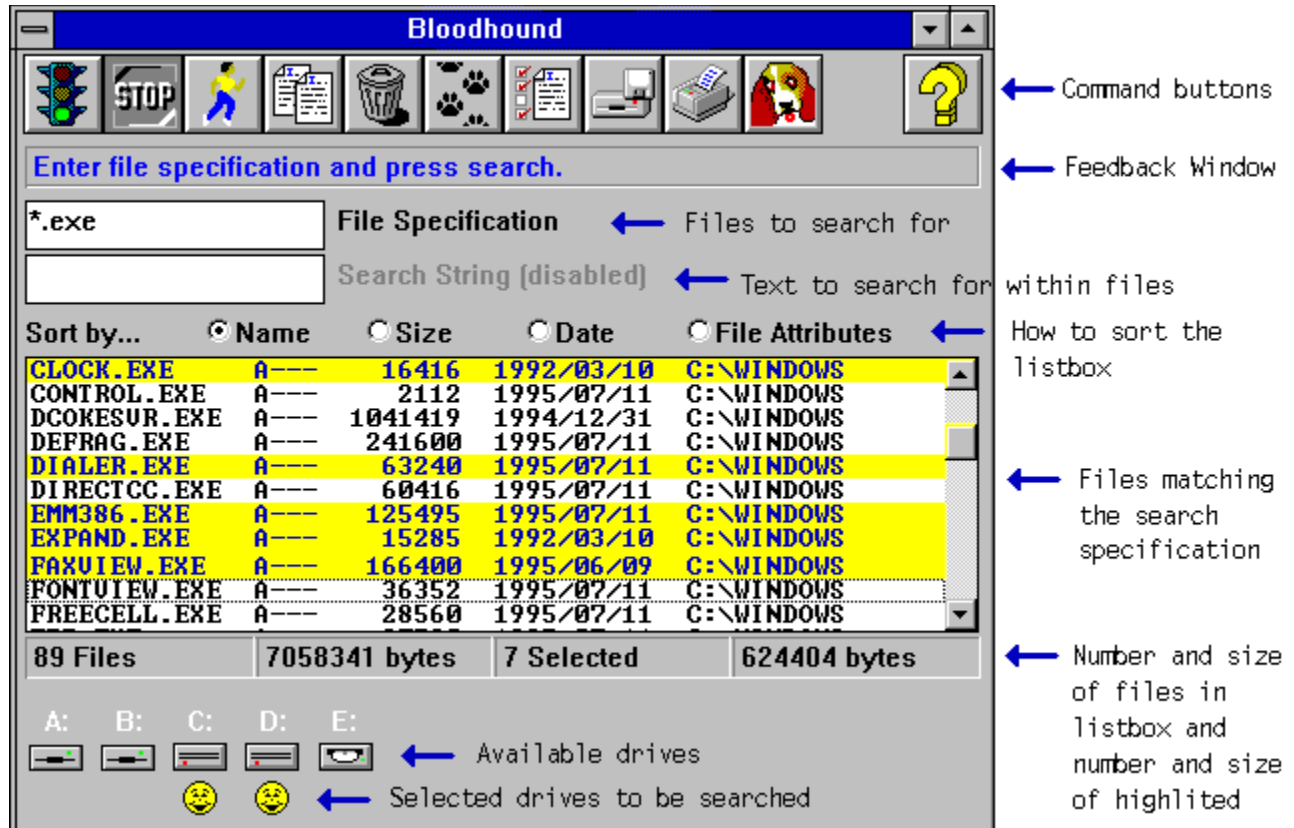 Bloodhound
STOP
Command buttons
Enter file specification and press search.
Feedback Window
*.exe
File Specification
Files to search for
Search String (disabled)
Text to search for within files
Sort by... Name Size Date File Attributes
How to sort the
listbox
CLOCK.EXE A--- 16416 1992/03/10 C:\WINDOWS
CONTROL.EXE A--- 2112 1995/07/11 C:\WINDOWS
DCOKESVR.EXE A--- 1041419 1994/12/31 C:\WINDOWS
DEFRAG.EXE A--- 241600 1995/07/11 C:\WINDOWS
DIALER.EXE A--- 63240 1995/07/11 C:\WINDOWS
DIRECTCC.EXE A--- 60416 1995/07/11 C:\WINDOWS
EMM386.EXE A--- 125495 1995/07/11 C:\WINDOWS
EXPAND.EXE A--- 15285 1992/03/10 C:\WINDOWS
FAXVIEW.EXE A--- 166400 1995/06/09 C:\WINDOWS
FONTVIEW.EXE A--- 36352 1995/07/11 C:\WINDOWS
FREECELL.EXE A--- 28560 1995/07/11 C:\WINDOWS
Files matching
the search
specification
89 Files 7058341 bytes 7 Selected 624404 bytes
Number and size
of files in
listbox and
number and size
of highlited
A: B: C: D: E:
Available drives
Selected drives to be searched